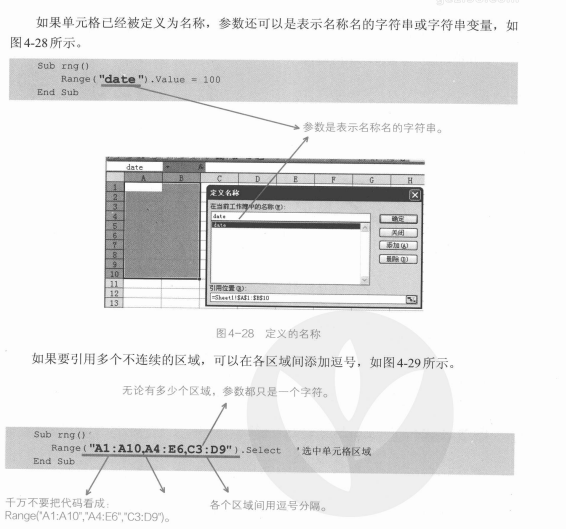 如果单元格已经被定义为名称，参数还可以是表示名称名的字符串或字符串变量，如
图4-28所示。
Sub rng()
Range("date").Value = 100
End Sub
参数是表示名称名的字符串。
date
A B C D E F G H
1
2
3
4
5
6
7
8
9
10
11
12
13
定义名称
在当前工作簿中的名称(W):
date
date
确定
关闭
添加(A)
删除(D)
引用位置(R):
=Sheet1!$A$1:$B$10
图4-28 定义的名称
如果要引用多个不连续的区域，可以在各区域间添加逗号，如图4-29所示。
无论有多少个区域，参数都只是一个字符。
Sub rng()
Range("A1:A10,A4:E6,C3:D9").Select '选中单元格区域
End Sub
千万不要把代码看成：
Range("A1:A10","A4:E6","C3:D9")。
各个区域间用逗号分隔。